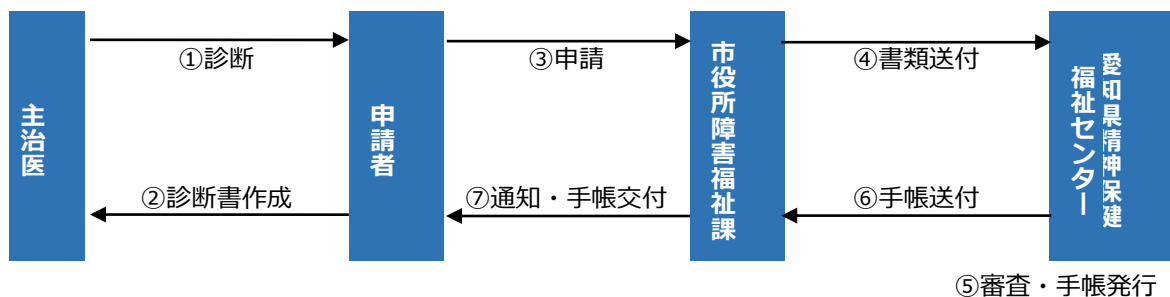 主治医
①診断
②診断書作成
申請者
③申請
⑦通知・手帳交付
市役所障害福祉課
④書類送付
⑥手帳送付
愛知県精神保健
福祉センター
⑤審査・手帳発行